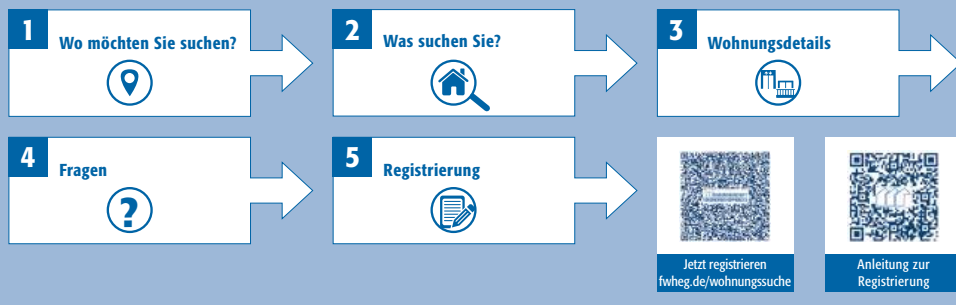 1
Wo möchten Sie suchen?
2
Was suchen Sie?
3
Wohnungsdetails
4
Fragen
?
5
Registrierung
Jetzt registrieren
fwheg.de/wohnungssuche
Anleitung zur
Registrierung